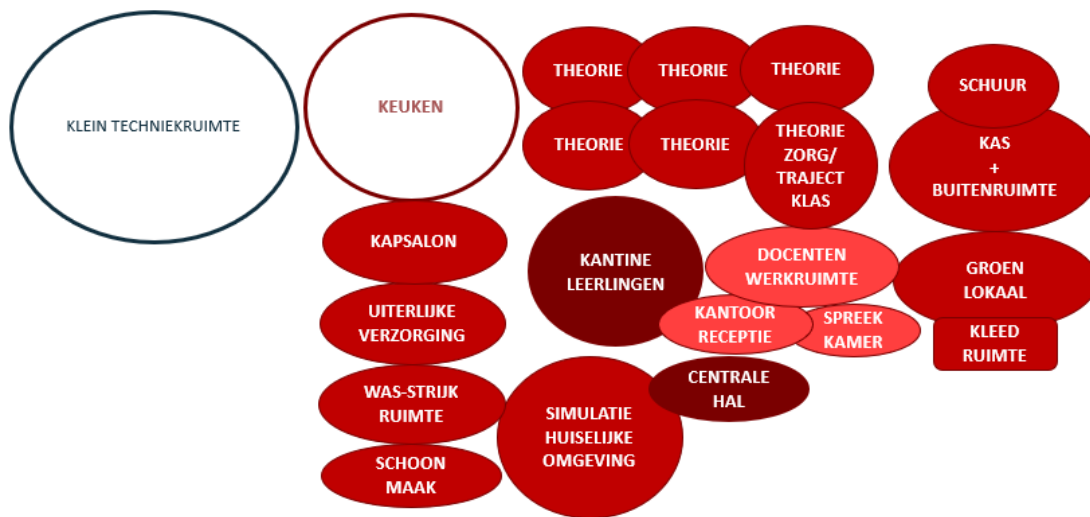 KLEIN TECHNIEKRUIMTE
KEUKEN
THEORIE
THEORIE
THEORIE
THEORIE
THEORIE
THEORIE
ZORG/
TRAJECT
KLAS
SCHUUR
KAS
+
BUITENRUIMTE
KAPSALON
UITERLIJKE
VERZORGING
WAS-STRIJK
RUIMTE
SCHOON
MAAK
KANTINE
LEERLINGEN
DOCENTEN
WERKRUIMTE
KANTOOR
RECEPTIE
SPREEK
KAMER
GROEN
LOKAAL
KLEED
RUIMTE
CENTRALE
HAL
SIMULATIE
HUISELIJKE
OMGEVING